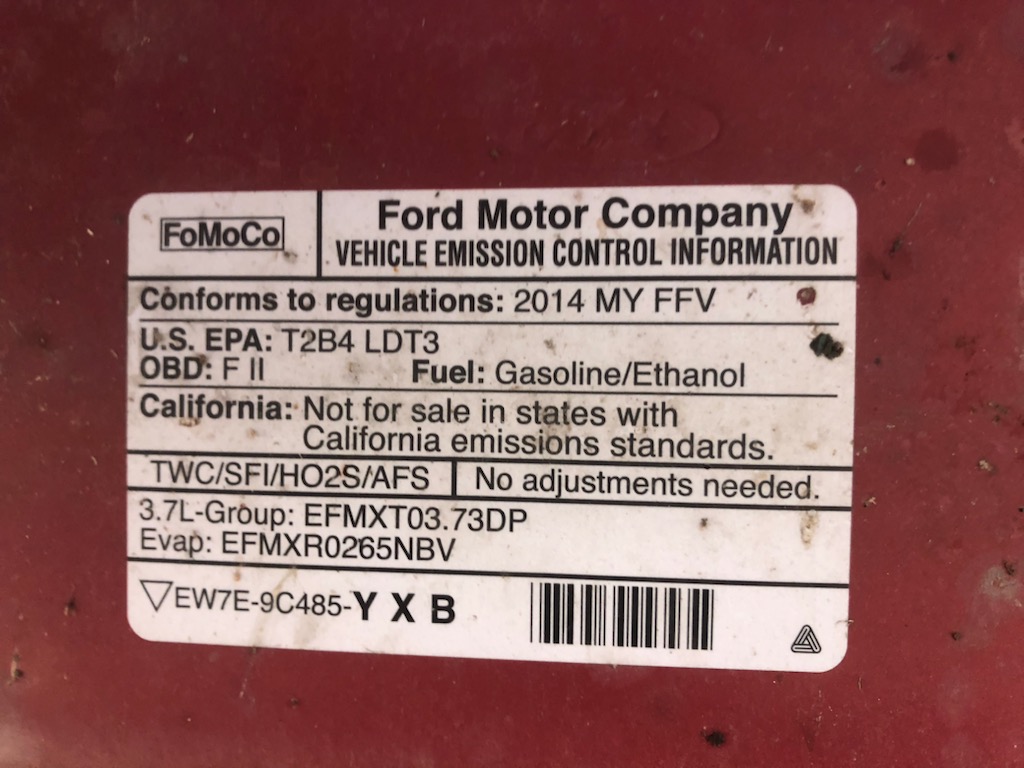 FoMoCo
Ford Motor Company
VEHICLE EMISSION CONTROL INFORMATION
Conforms to regulations: 2014 MY FFV
U.S. EPA: T2B4 LDT3
OBD: F II Fuel: Gasoline/Ethanol
California: Not for sale in states with
California emissions standards.
TWC/SFI/HO2S/AFS No adjustments needed.
3.7L-Group: EFMXT03.73DP
Evap: EFMXR0265NBV
EW7E-9C485-Y X B